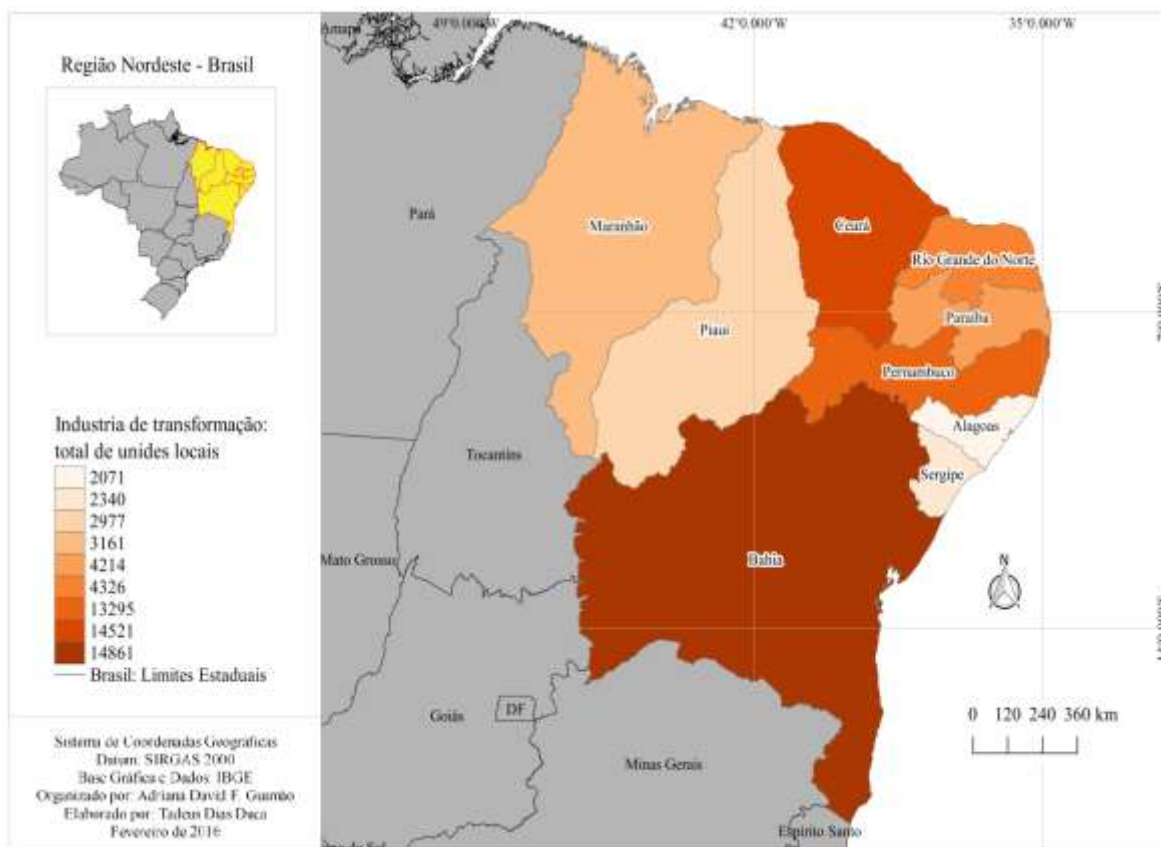 Região Nordeste - Brasil
Industria de transformação:
total de unides locais
2071
2340
2977
3161
4214
4326
13295
14521
14861
Brasil: Limites Estaduais
Sistema de Coordenadas Geográficas
Datum: SIRGAS 2000
Base Gráfica e Dados: IBGE
Organizado por: Adriana David F. Gusmão
Elaborado por: Tadeus Dias Duca
Fevereiro de 2016
49°0.000'W
42°0.000'W
35°0.000'W
Amapá
Pará
Maranhão
Ceará
Rio Grande do Norte
Paraíba
Piauí
Pernambuco
Alagoas
Sergipe
Tocantins
Mato Grosso
Bahia
N
Goiás
DF
Minas Gerais
Espírito Santo
0 120 240 360 km